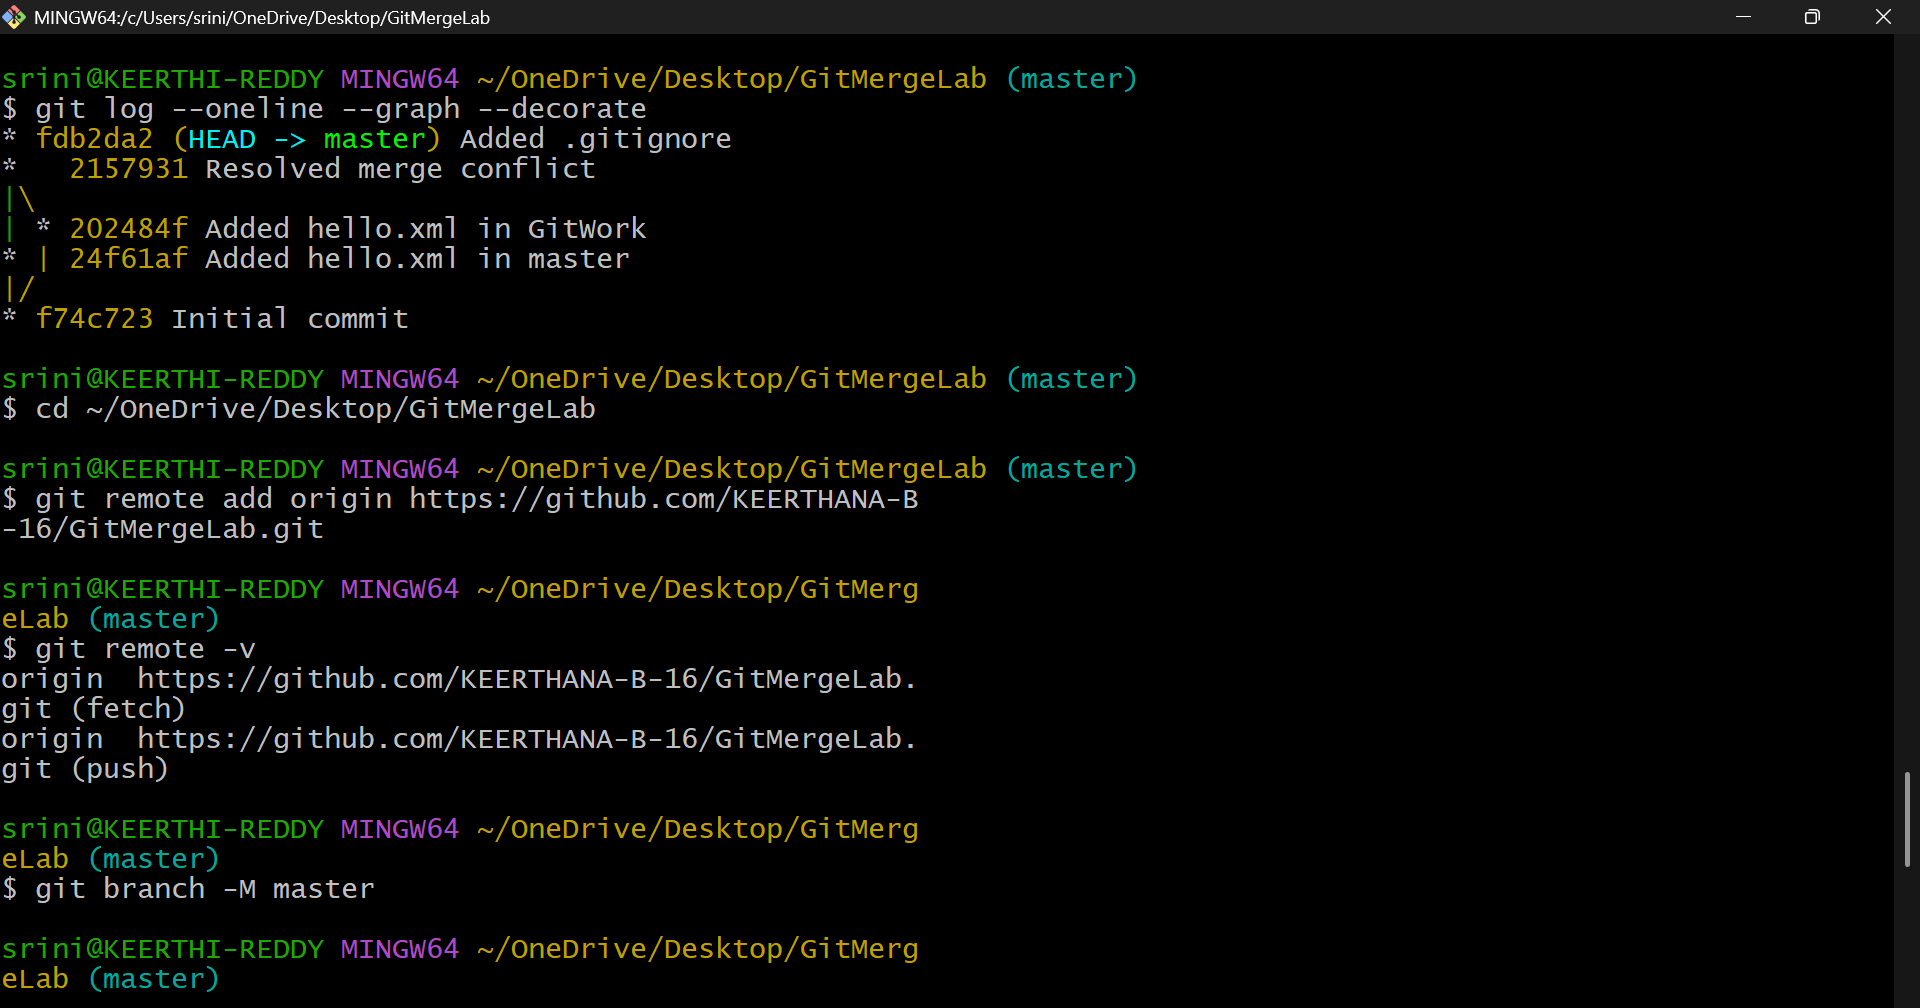 MINGW64:/c/Users/srini/OneDrive/Desktop/GitMergeLab
srini@KEERTHI-REDDY MINGW64 ~/OneDrive/Desktop/GitMergeLab (master)
$ git log --oneline --graph --decorate
* fdb2da2 (HEAD -> master) Added .gitignore
*   2157931 Resolved merge conflict
|\
| * 202484f Added hello.xml in GitWork
* | 24f61af Added hello.xml in master
|/
* f74c723 Initial commit
srini@KEERTHI-REDDY MINGW64 ~/OneDrive/Desktop/GitMergeLab (master)
$ cd ~/OneDrive/Desktop/GitMergeLab
srini@KEERTHI-REDDY MINGW64 ~/OneDrive/Desktop/GitMergeLab (master)
$ git remote add origin https://github.com/KEERTHANA-B
-16/GitMergeLab.git
srini@KEERTHI-REDDY MINGW64 ~/OneDrive/Desktop/GitMerg
eLab (master)
$ git remote -v
origin  https://github.com/KEERTHANA-B-16/GitMergeLab.
git (fetch)
origin  https://github.com/KEERTHANA-B-16/GitMergeLab.
git (push)
srini@KEERTHI-REDDY MINGW64 ~/OneDrive/Desktop/GitMerg
eLab (master)
$ git branch -M master
srini@KEERTHI-REDDY MINGW64 ~/OneDrive/Desktop/GitMerg
eLab (master)